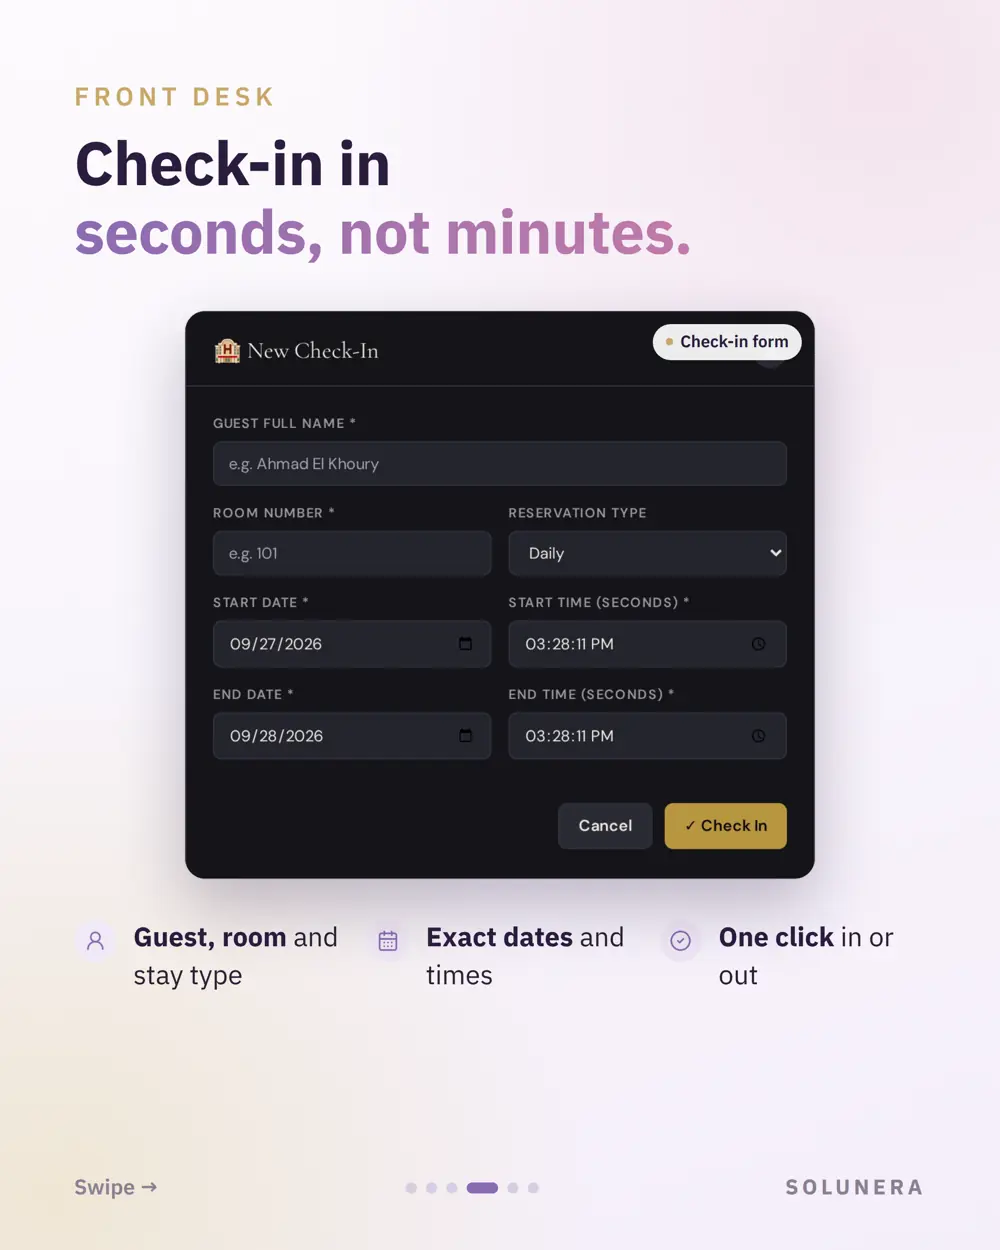 FRONT DESK
Check-in in
seconds, not minutes.
New Check-In
Check-in form
GUEST FULL NAME *
e.g. Ahmad El Khoury
ROOM NUMBER *
RESERVATION TYPE
e.g. 101
Daily
START DATE *
START TIME (SECONDS) *
09/27/2026
03:28:11 PM
END DATE *
END TIME (SECONDS) *
09/28/2026
03:28:11 PM
Cancel
✓ Check In
Guest, room and
stay type
Exact dates and
times
One click in or
out
Swipe →
SOLUNERA